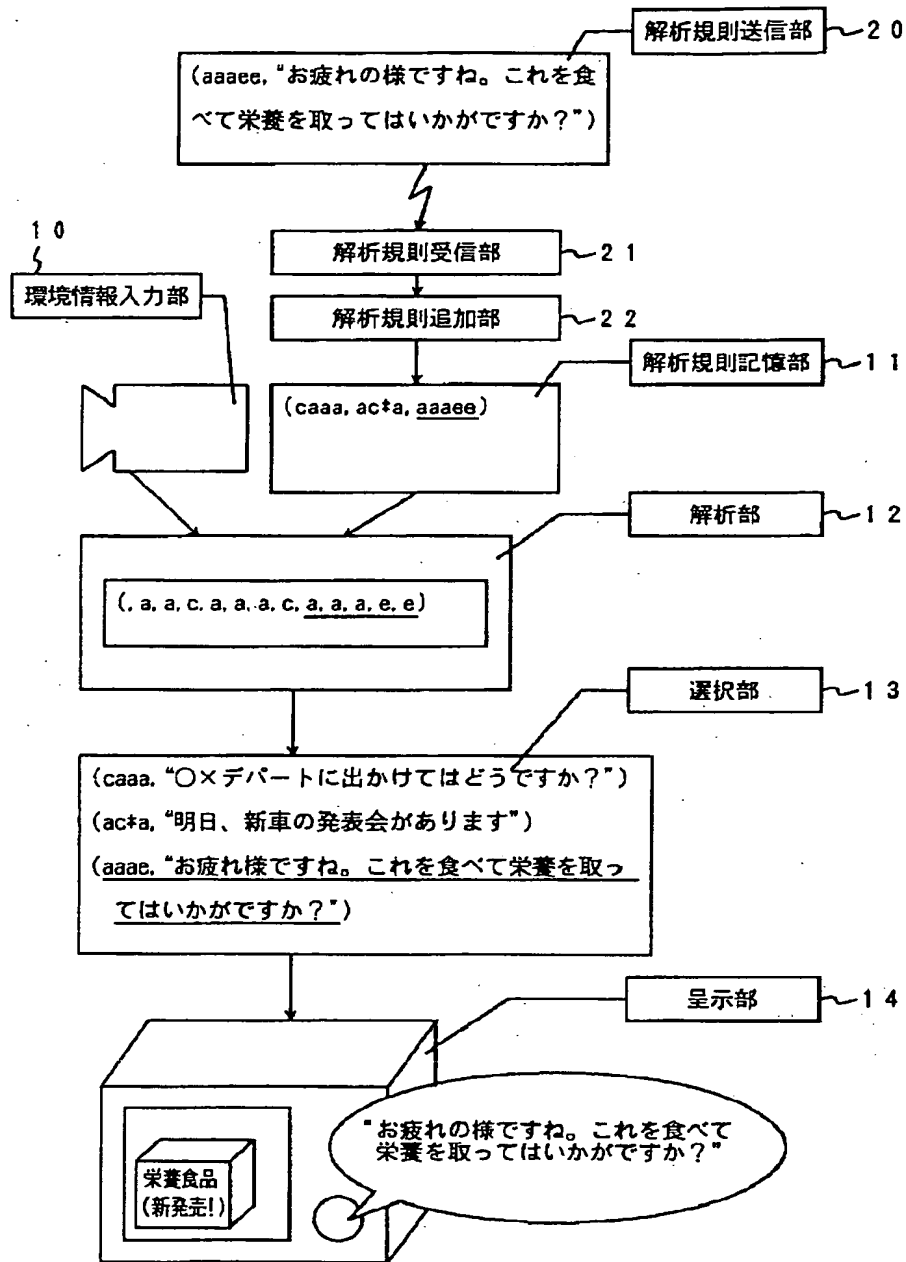 解析規則送信部 20
(aaaee, “お疲れの様ですね。これを食
べて栄養を取ってはいかがですか?”)
10
解析規則受信部 21
環境情報入力部
解析規則追加部 22
解析規則記憶部 11
(caaa, ac*a, aaaee)
解析部 12
(, a, a, c, a, a, a, c, a, a, a, e, e)
選択部 13
(caaa, “○×デパートに出かけてはどうですか?”)
(ac*a, “明日、新車の発表会があります”)
(aaae, “お疲れ様ですね。これを食べて栄養を取っ
てはいかがですか?”)
呈示部 14
“お疲れの様ですね。これを食べて
栄養を取ってはいかがですか?”
栄養食品
(新発売!)